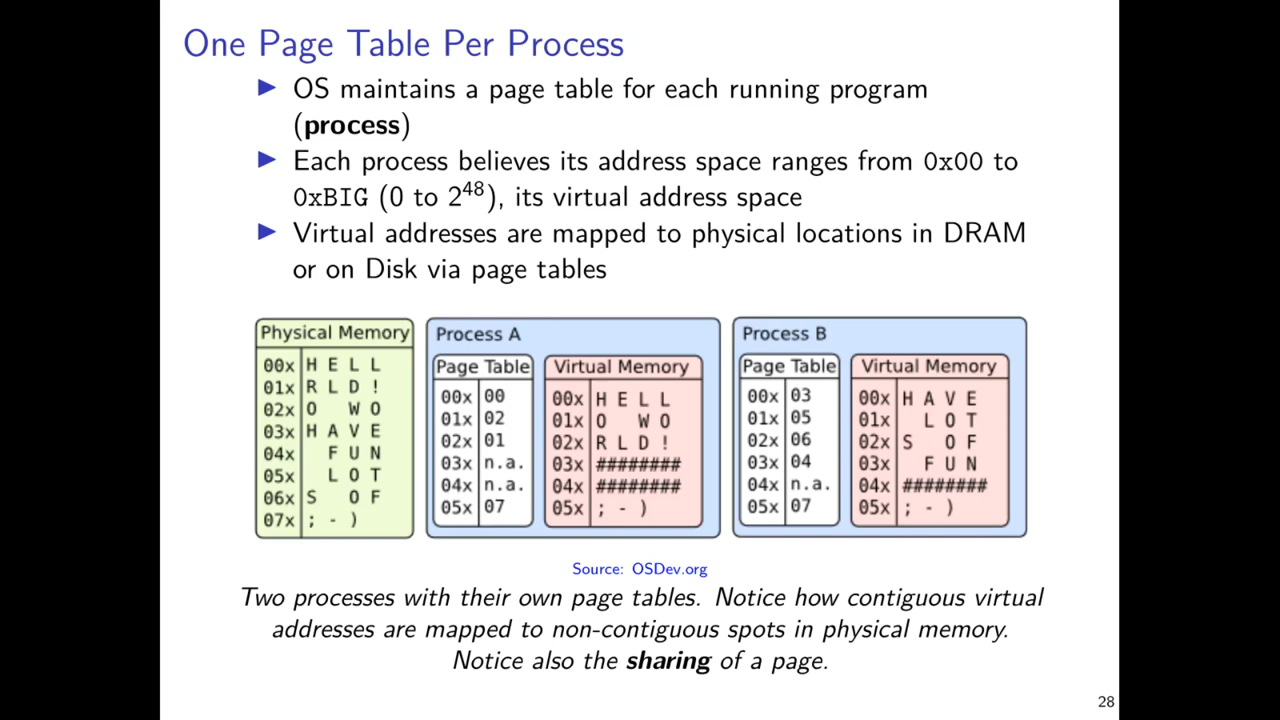 One Page Table Per Process
▶ OS maintains a page table for each running program
(process)
▶ Each process believes its address space ranges from 0x00 to
0xBIG (0 to 2^48), its virtual address space
▶ Virtual addresses are mapped to physical locations in DRAM
or on Disk via page tables
Physical Memory
00x H E L L
01x R L D !
02x O   W O
03x H A V E
04x   F U N
05x   L O T
06x S   O F
07x ; - )
Process A
Page Table
00x 00
01x 02
02x 01
03x n.a.
04x n.a.
05x 07
Virtual Memory
00x H E L L
01x O   W O
02x R L D !
03x ########
04x ########
05x ; - )
Process B
Page Table
00x 03
01x 05
02x 06
03x 04
04x n.a.
05x 07
Virtual Memory
00x H A V E
01x   L O T
02x S   O F
03x   F U N
04x ########
05x ; - )
Source: OSDev.org
Two processes with their own page tables. Notice how contiguous virtual
addresses are mapped to non-contiguous spots in physical memory.
Notice also the sharing of a page.
28